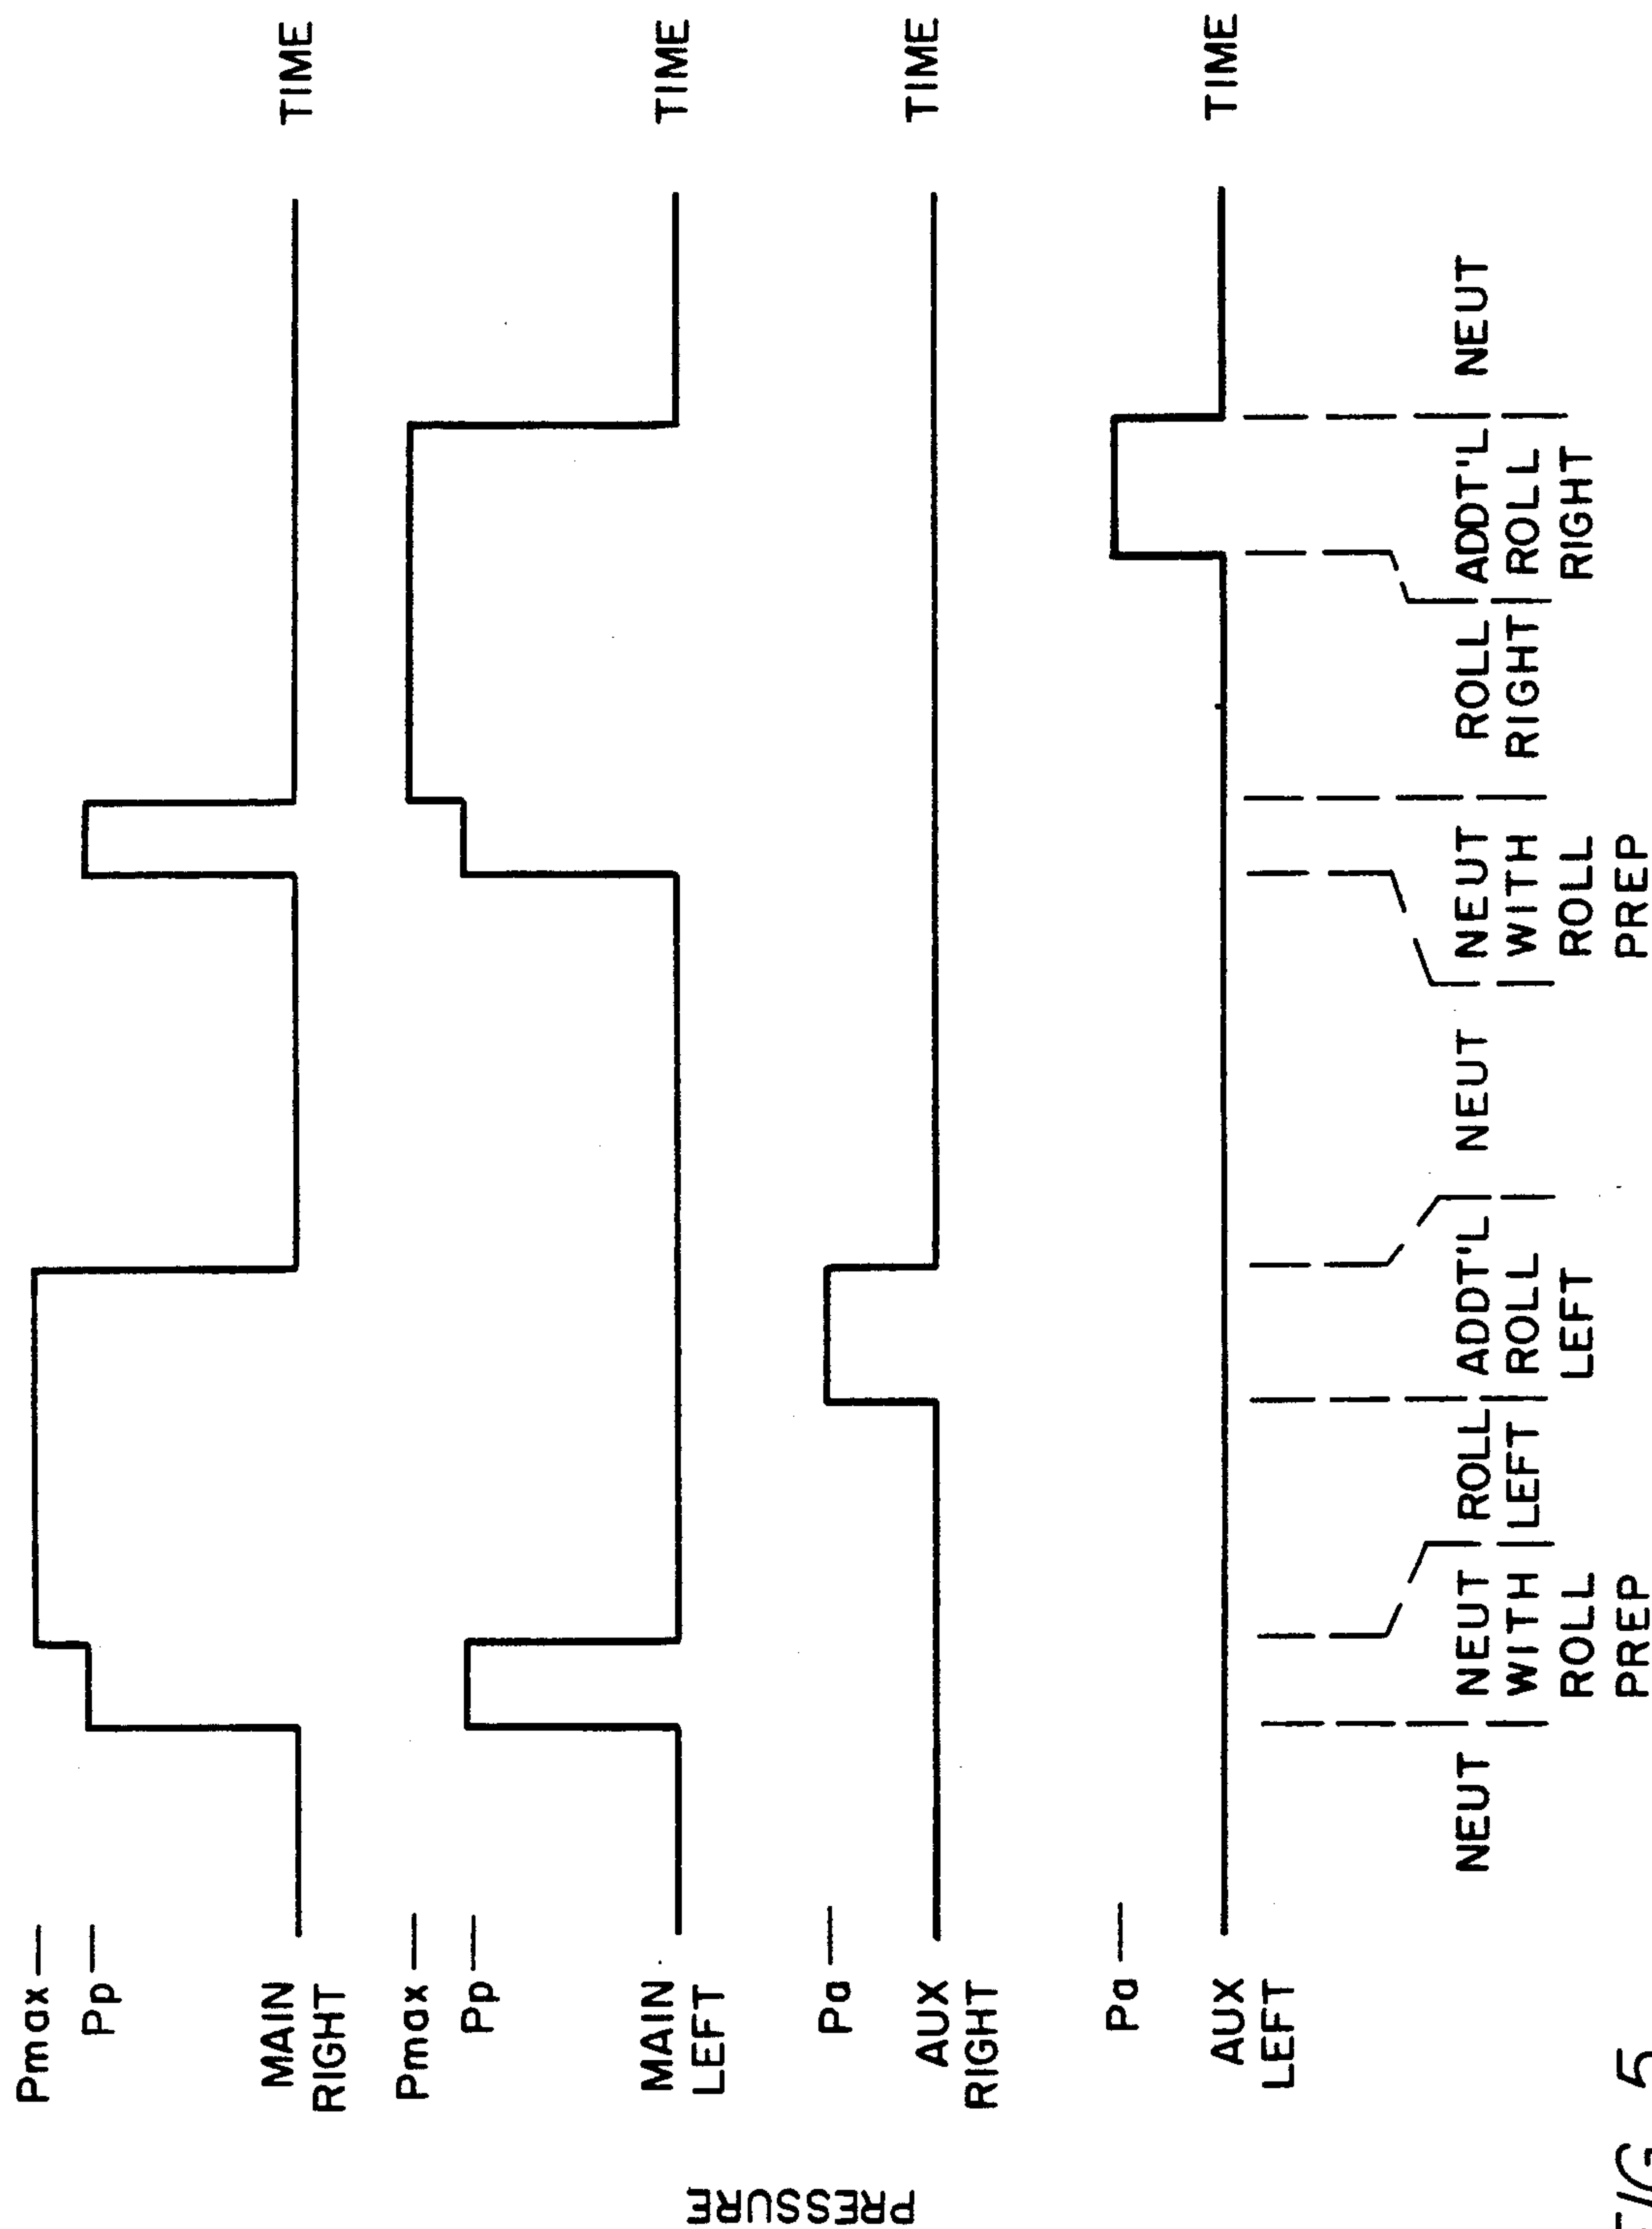 PRESSURE
Pmax
Pp
MAIN
RIGHT
TIME
Pmax
Pp
MAIN
LEFT
TIME
Pa
AUX
RIGHT
TIME
Pa
AUX
LEFT
TIME
NEUT
NEUT
WITH
ROLL
PREP
ROLL
LEFT
ADDT'L
ROLL
LEFT
NEUT
NEUT
WITH
ROLL
PREP
ROLL
RIGHT
ADDT'L
ROLL
RIGHT
NEUT
5